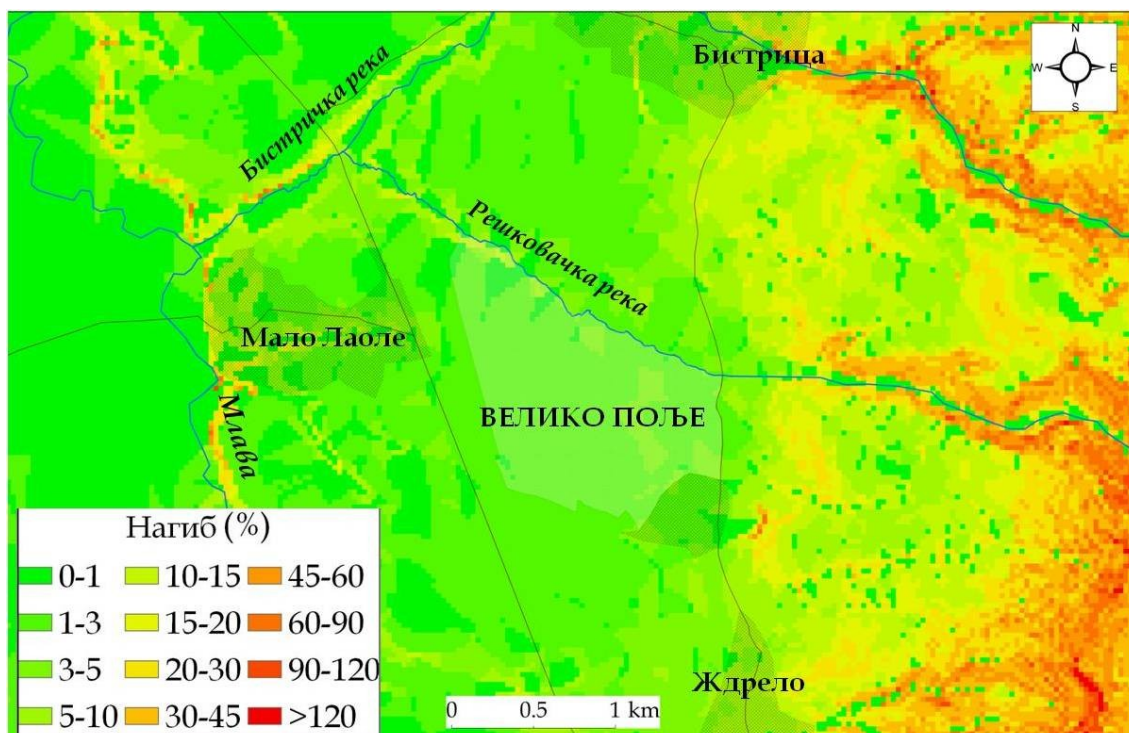 Бистрица
N
W E
S
Бистричка река
Решковачка река
Мало Лаоле
Млава
ВЕЛИКО ПОЉЕ
Ждрело
Нагиб (%)
0-1 10-15 45-60
1-3 15-20 60-90
3-5 20-30 90-120
5-10 30-45 >120
0 0.5 1 km